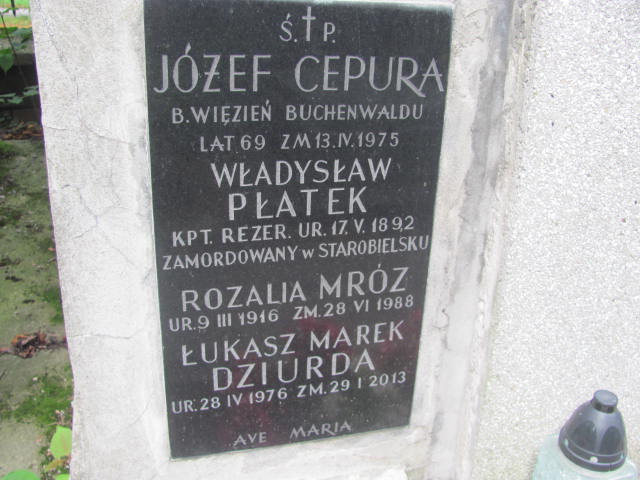 Ś.†P.
JÓZEF CEPURA
B.WIĘZIEŃ BUCHENWALDU
LAT 69 ZM 13.IV.1975
WŁADYSŁAW
PŁATEK
KPT. REZER. UR. 17. V. 1892
ZAMORDOWANY W STAROBIELSKU
ROZALIA MRÓZ
UR.9 III 1916 ZM.28 VI 1988
ŁUKASZ MAREK
DZIURDA
UR. 28 IV 1976 ZM. 29 I 2013
AVE MARIA